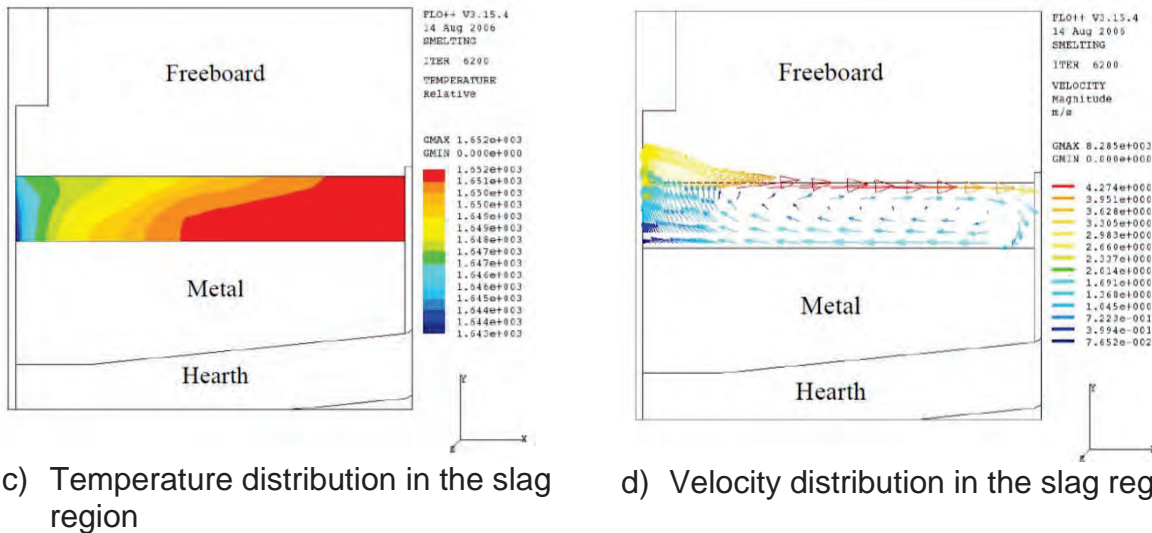 FLO++ V3.15.4
14 Aug 2006
SMELTING
ITER 6200
TEMPERATURE
Relative
GMAX 1.652e+003
GMIN 0.000e+000
1.652e+003
1.651e+003
1.650e+003
1.650e+003
1.649e+003
1.649e+003
1.648e+003
1.647e+003
1.647e+003
1.646e+003
1.646e+003
1.645e+003
1.644e+003
1.644e+003
1.643e+003
Freeboard
Metal
Hearth
Y
X
Z
c) Temperature distribution in the slag
region
FLO++ V3.15.4
14 Aug 2006
SMELTING
ITER 6200
VELOCITY
Magnitude
m/s
GMAX 8.285e+003
GMIN 0.000e+000
4.274e+000
3.951e+000
3.628e+000
3.305e+000
2.983e+000
2.660e+000
2.337e+000
2.014e+000
1.691e+000
1.368e+000
1.045e+000
7.223e-001
3.994e-001
7.652e-002
Freeboard
Metal
Hearth
Y
Z
d) Velocity distribution in the slag reg